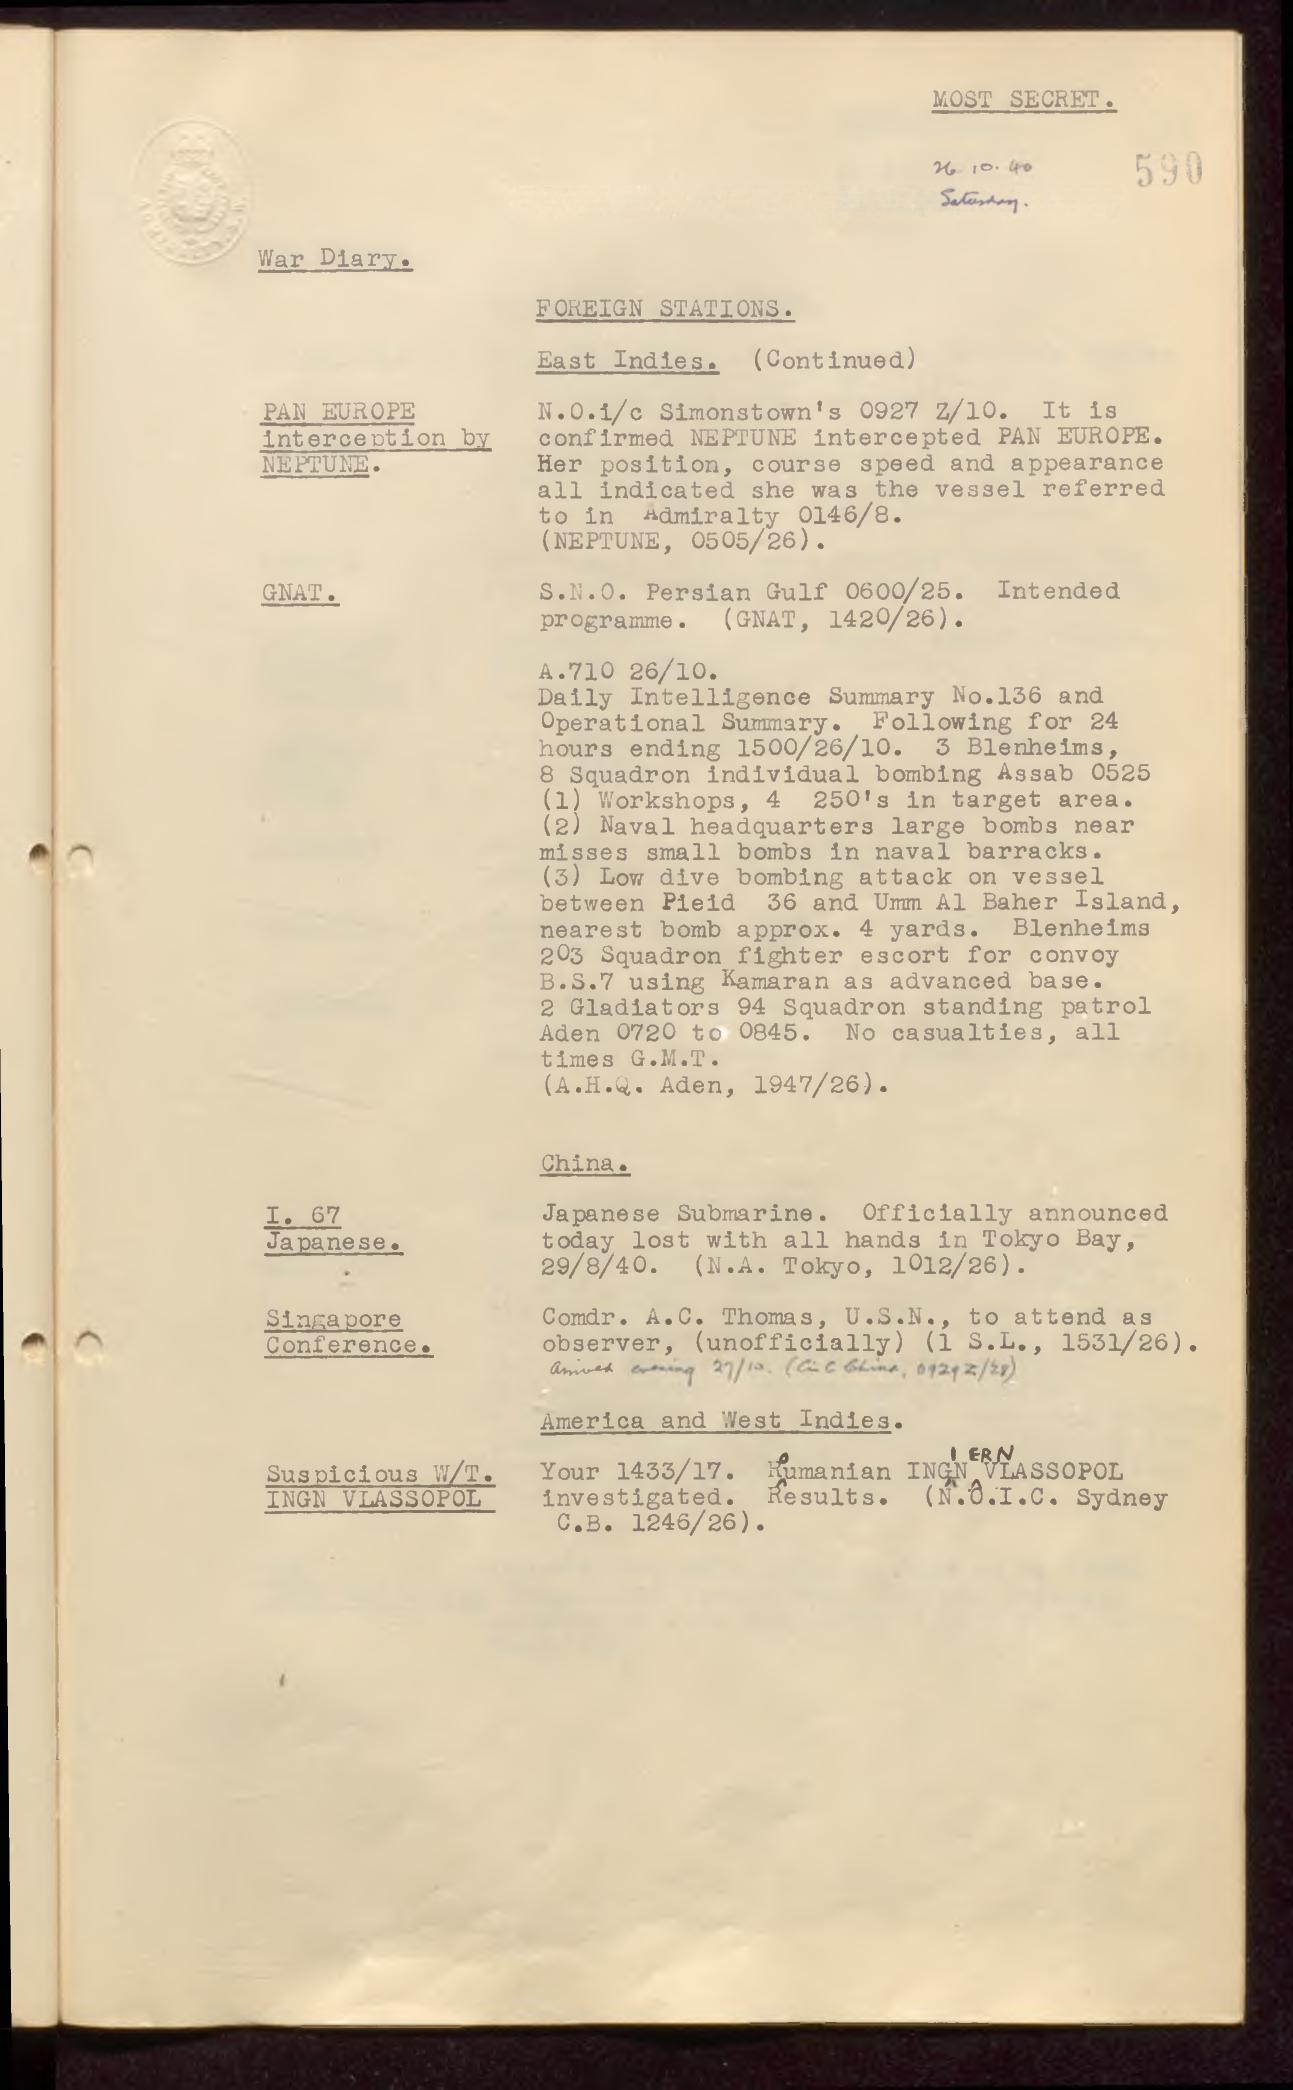 MOST SECRET.
26.10.40
590
Saturday.
War Diary.
FOREIGN STATIONS.
East Indies. (Continued)
PAN EUROPE
interception by
NEPTUNE.
N.O.i/c Simonstown's 0927 Z/10. It is
confirmed NEPTUNE intercepted PAN EUROPE.
Her position, course speed and appearance
all indicated she was the vessel referred
to in Admiralty 0146/8.
(NEPTUNE, 0505/26).
GNAT.
S.N.O. Persian Gulf 0600/25. Intended
programme. (GNAT, 1420/26).
A.710 26/10.
Daily Intelligence Summary No.136 and
Operational Summary. Following for 24
hours ending 1500/26/10. 3 Blenheims,
8 Squadron individual bombing Assab 0525
(1) Workshops, 4 250's in target area.
(2) Naval headquarters large bombs near
misses small bombs in naval barracks.
(3) Low dive bombing attack on vessel
between Pieid 36 and Umm Al Baher Island,
nearest bomb approx. 4 yards. Blenheims
203 Squadron fighter escort for convoy
B.S.7 using Kamaran as advanced base.
2 Gladiators 94 Squadron standing patrol
Aden 0720 to 0845. No casualties, all
times G.M.T.
(A.H.Q. Aden, 1947/26).
China.
I. 67
Japanese.
Japanese Submarine. Officially announced
today lost with all hands in Tokyo Bay,
29/8/40. (N.A. Tokyo, 1012/26).
Singapore
Conference.
Comdr. A.C. Thomas, U.S.N., to attend as
observer, (unofficially) (1 S.L., 1531/26).
Arrived evening 27/10. (C in C China, 0929Z/28)
America and West Indies.
Suspicious W/T.
INGN VLASSOPOL
I ERN
Your 1433/17. Rumanian INGN VLASSOPOL
investigated. Results. (N.O.I.C. Sydney
C.B. 1246/26).